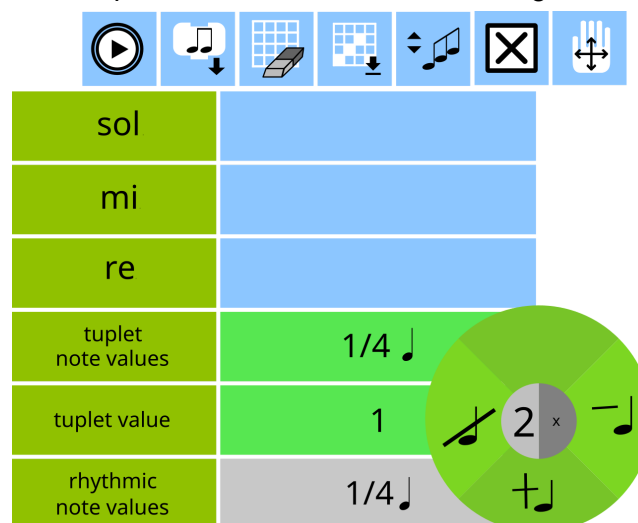 sol
mi
re
tuplet
note values
1/4
tuplet value
1
2
x
rhythmic
note values
1/4